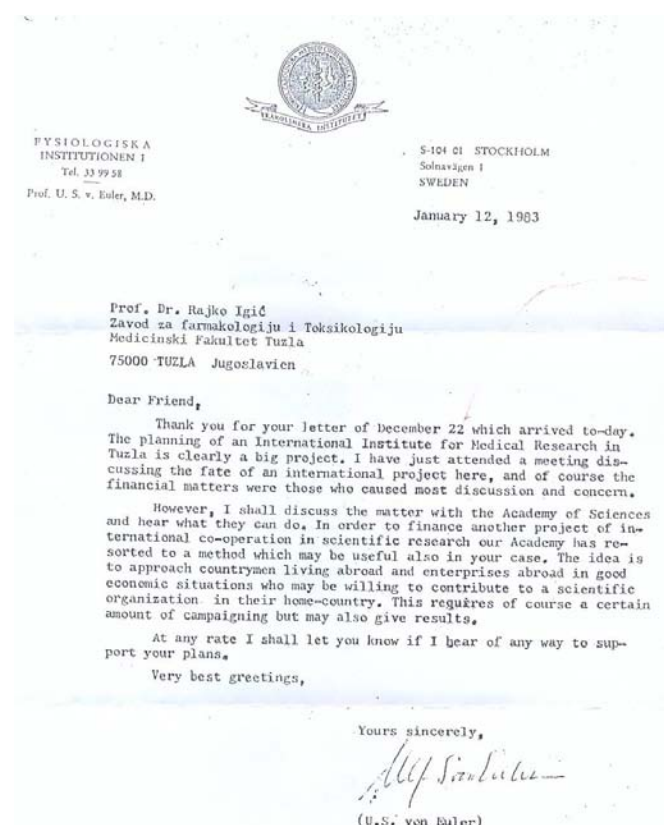 KAROLINSKA INSTITUTET
FYSIOLOGISKA
INSTITUTIONEN I
Tel. 33 99 58
Prof. U. S. v. Euler, M.D.
S-104 01 STOCKHOLM
Solnavägen 1
SWEDEN
January 12, 1983
Prof. Dr. Rajko Igić
Zavod za farmakologiju i Toksikologiju
Medicinski Fakultet Tuzla
75000 TUZLA Jugoslavien
Dear Friend,
Thank you for your letter of December 22 which arrived to-day.
The planning of an International Institute for Medical Research in
Tuzla is clearly a big project. I have just attended a meeting dis-
cussing the fate of an international project here, and of course the
financial matters were those who caused most discussion and concern.
However, I shall discuss the matter with the Academy of Sciences
and hear what they can do. In order to finance another project of in-
ternational co-operation in scientific research our Academy has re-
sorted to a method which may be useful also in your case. The idea is
to approach countrymen living abroad and enterprises abroad in good
economic situations who may be willing to contribute to a scientific
organization in their home-country. This requires of course a certain
amount of campaigning but may also give results.
At any rate I shall let you know if I hear of any way to sup-
port your plans.
Very best greetings,
Yours sincerely,
(U.S. von Euler)